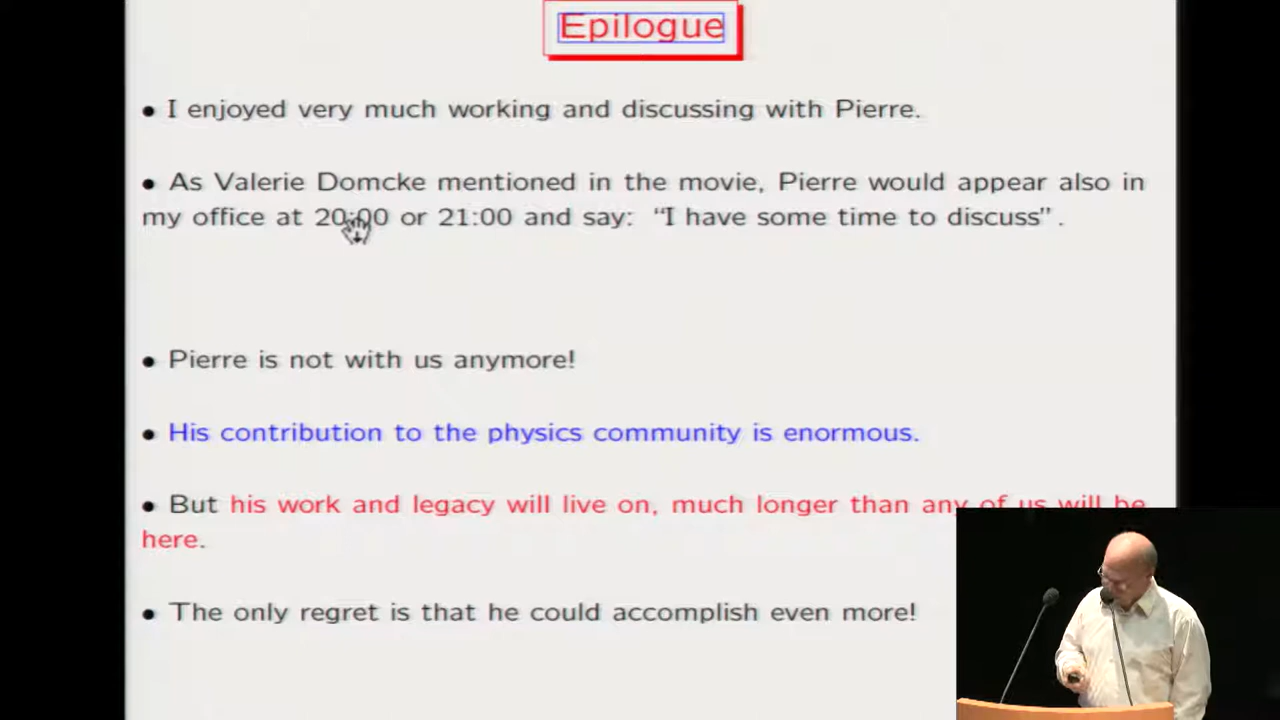 Epilogue
• I enjoyed very much working and discussing with Pierre.
• As Valerie Domcke mentioned in the movie, Pierre would appear also in
my office at 20:00 or 21:00 and say: “I have some time to discuss”.
• Pierre is not with us anymore!
• His contribution to the physics community is enormous.
• But his work and legacy will live on, much longer than any of us will be
here.
• The only regret is that he could accomplish even more!